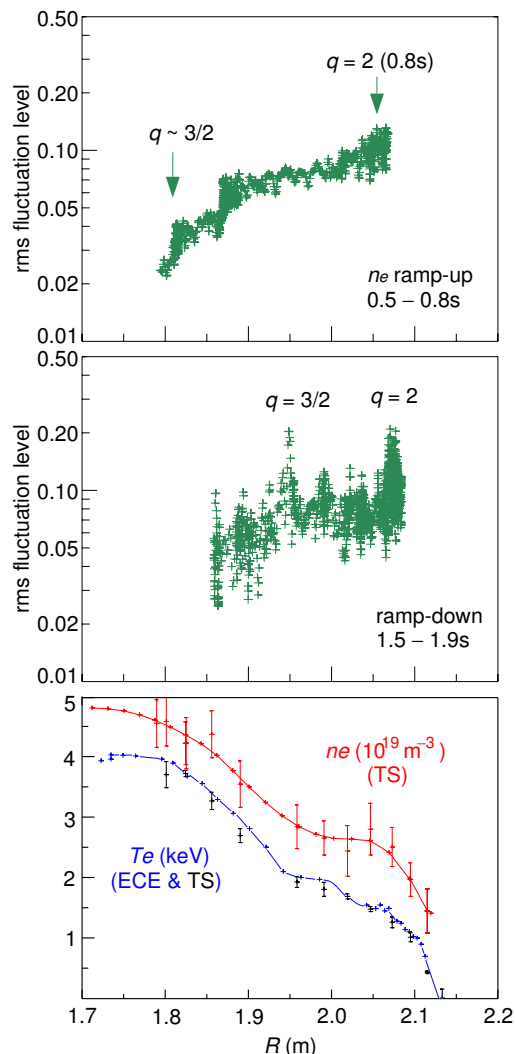 0.50
q = 2 (0.8s)
0.20
q ~ 3/2
0.10
rms fluctuation level
0.05
0.02
ne ramp-up
0.5 – 0.8s
0.01
0.50
q = 3/2
q = 2
0.20
0.10
rms fluctuation level
0.05
0.02
ramp-down
1.5 – 1.9s
0.01
5
ne (10¹⁹ m⁻³)
(TS)
4
3
Te (keV)
(ECE & TS)
2
1
1.7 1.8 1.9 2.0 2.1 2.2
R (m)